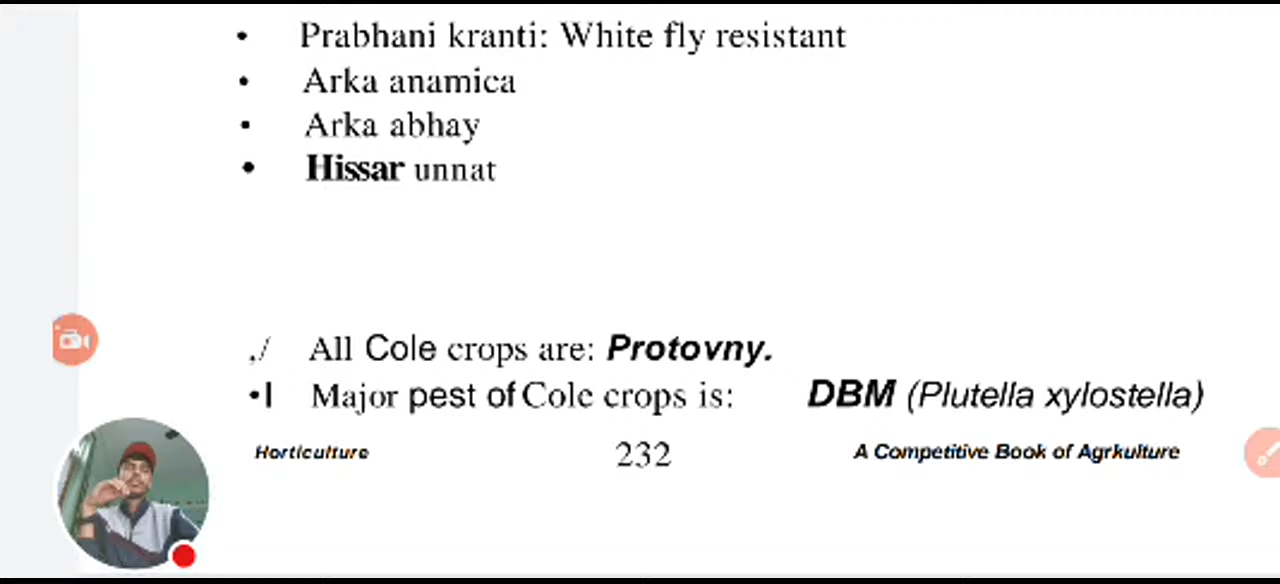 • Prabhani kranti: White fly resistant
• Arka anamica
• Arka abhay
• Hissar unnat
,/ All Cole crops are: Protovny.
•l Major pest of Cole crops is: DBM (Plutella xylostella)
Horticulture 232 A Competitive Book of Agrkulture